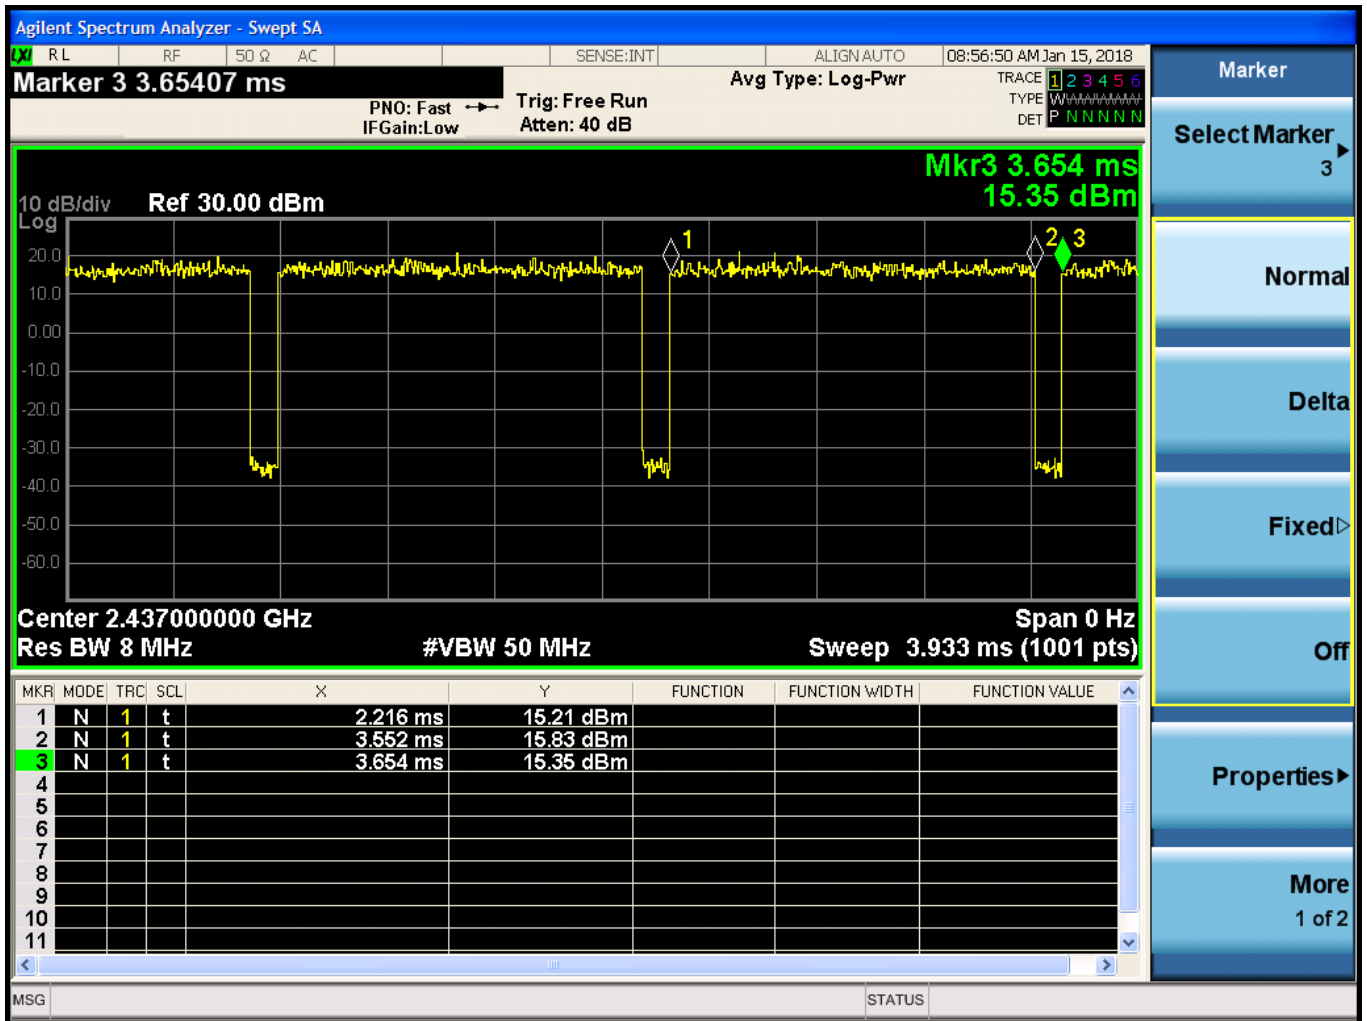 Agilent Spectrum Analyzer - Swept SA
LXI RL RF 50 Ω AC SENSE:INT ALIGN AUTO 08:56:50 AM Jan 15, 2018
Marker 3 3.65407 ms
PNO: Fast
IFGain:Low
Trig: Free Run
Atten: 40 dB
Avg Type: Log-Pwr
TRACE 1 2 3 4 5 6
TYPE W
DET P N N N N N
Mkr3 3.654 ms
15.35 dBm
10 dB/div Ref 30.00 dBm
Log
20.0
10.0
0.00
-10.0
-20.0
-30.0
-40.0
-50.0
-60.0
1
2
3
Center 2.437000000 GHz Span 0 Hz
Res BW 8 MHz #VBW 50 MHz Sweep 3.933 ms (1001 pts)
MKR MODE TRC SCL X Y FUNCTION FUNCTION WIDTH FUNCTION VALUE
1 N 1 t 2.216 ms 15.21 dBm
2 N 1 t 3.552 ms 15.83 dBm
3 N 1 t 3.654 ms 15.35 dBm
4
5
6
7
8
9
10
11
MSG STATUS
Marker
Select Marker
3
Normal
Delta
Fixed
Off
Properties
More
1 of 2